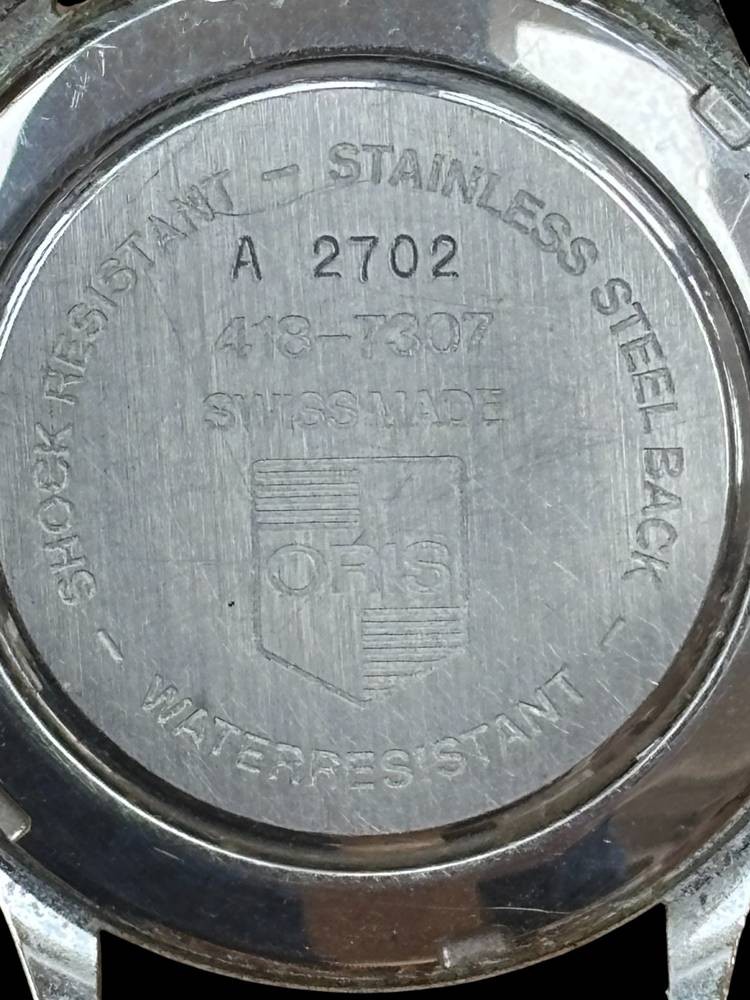 SHOCK RESISTANT - STAINLESS STEEL BACK
A 2702
418-7307
SWISS MADE
ORIS
- WATERRESISTANT -